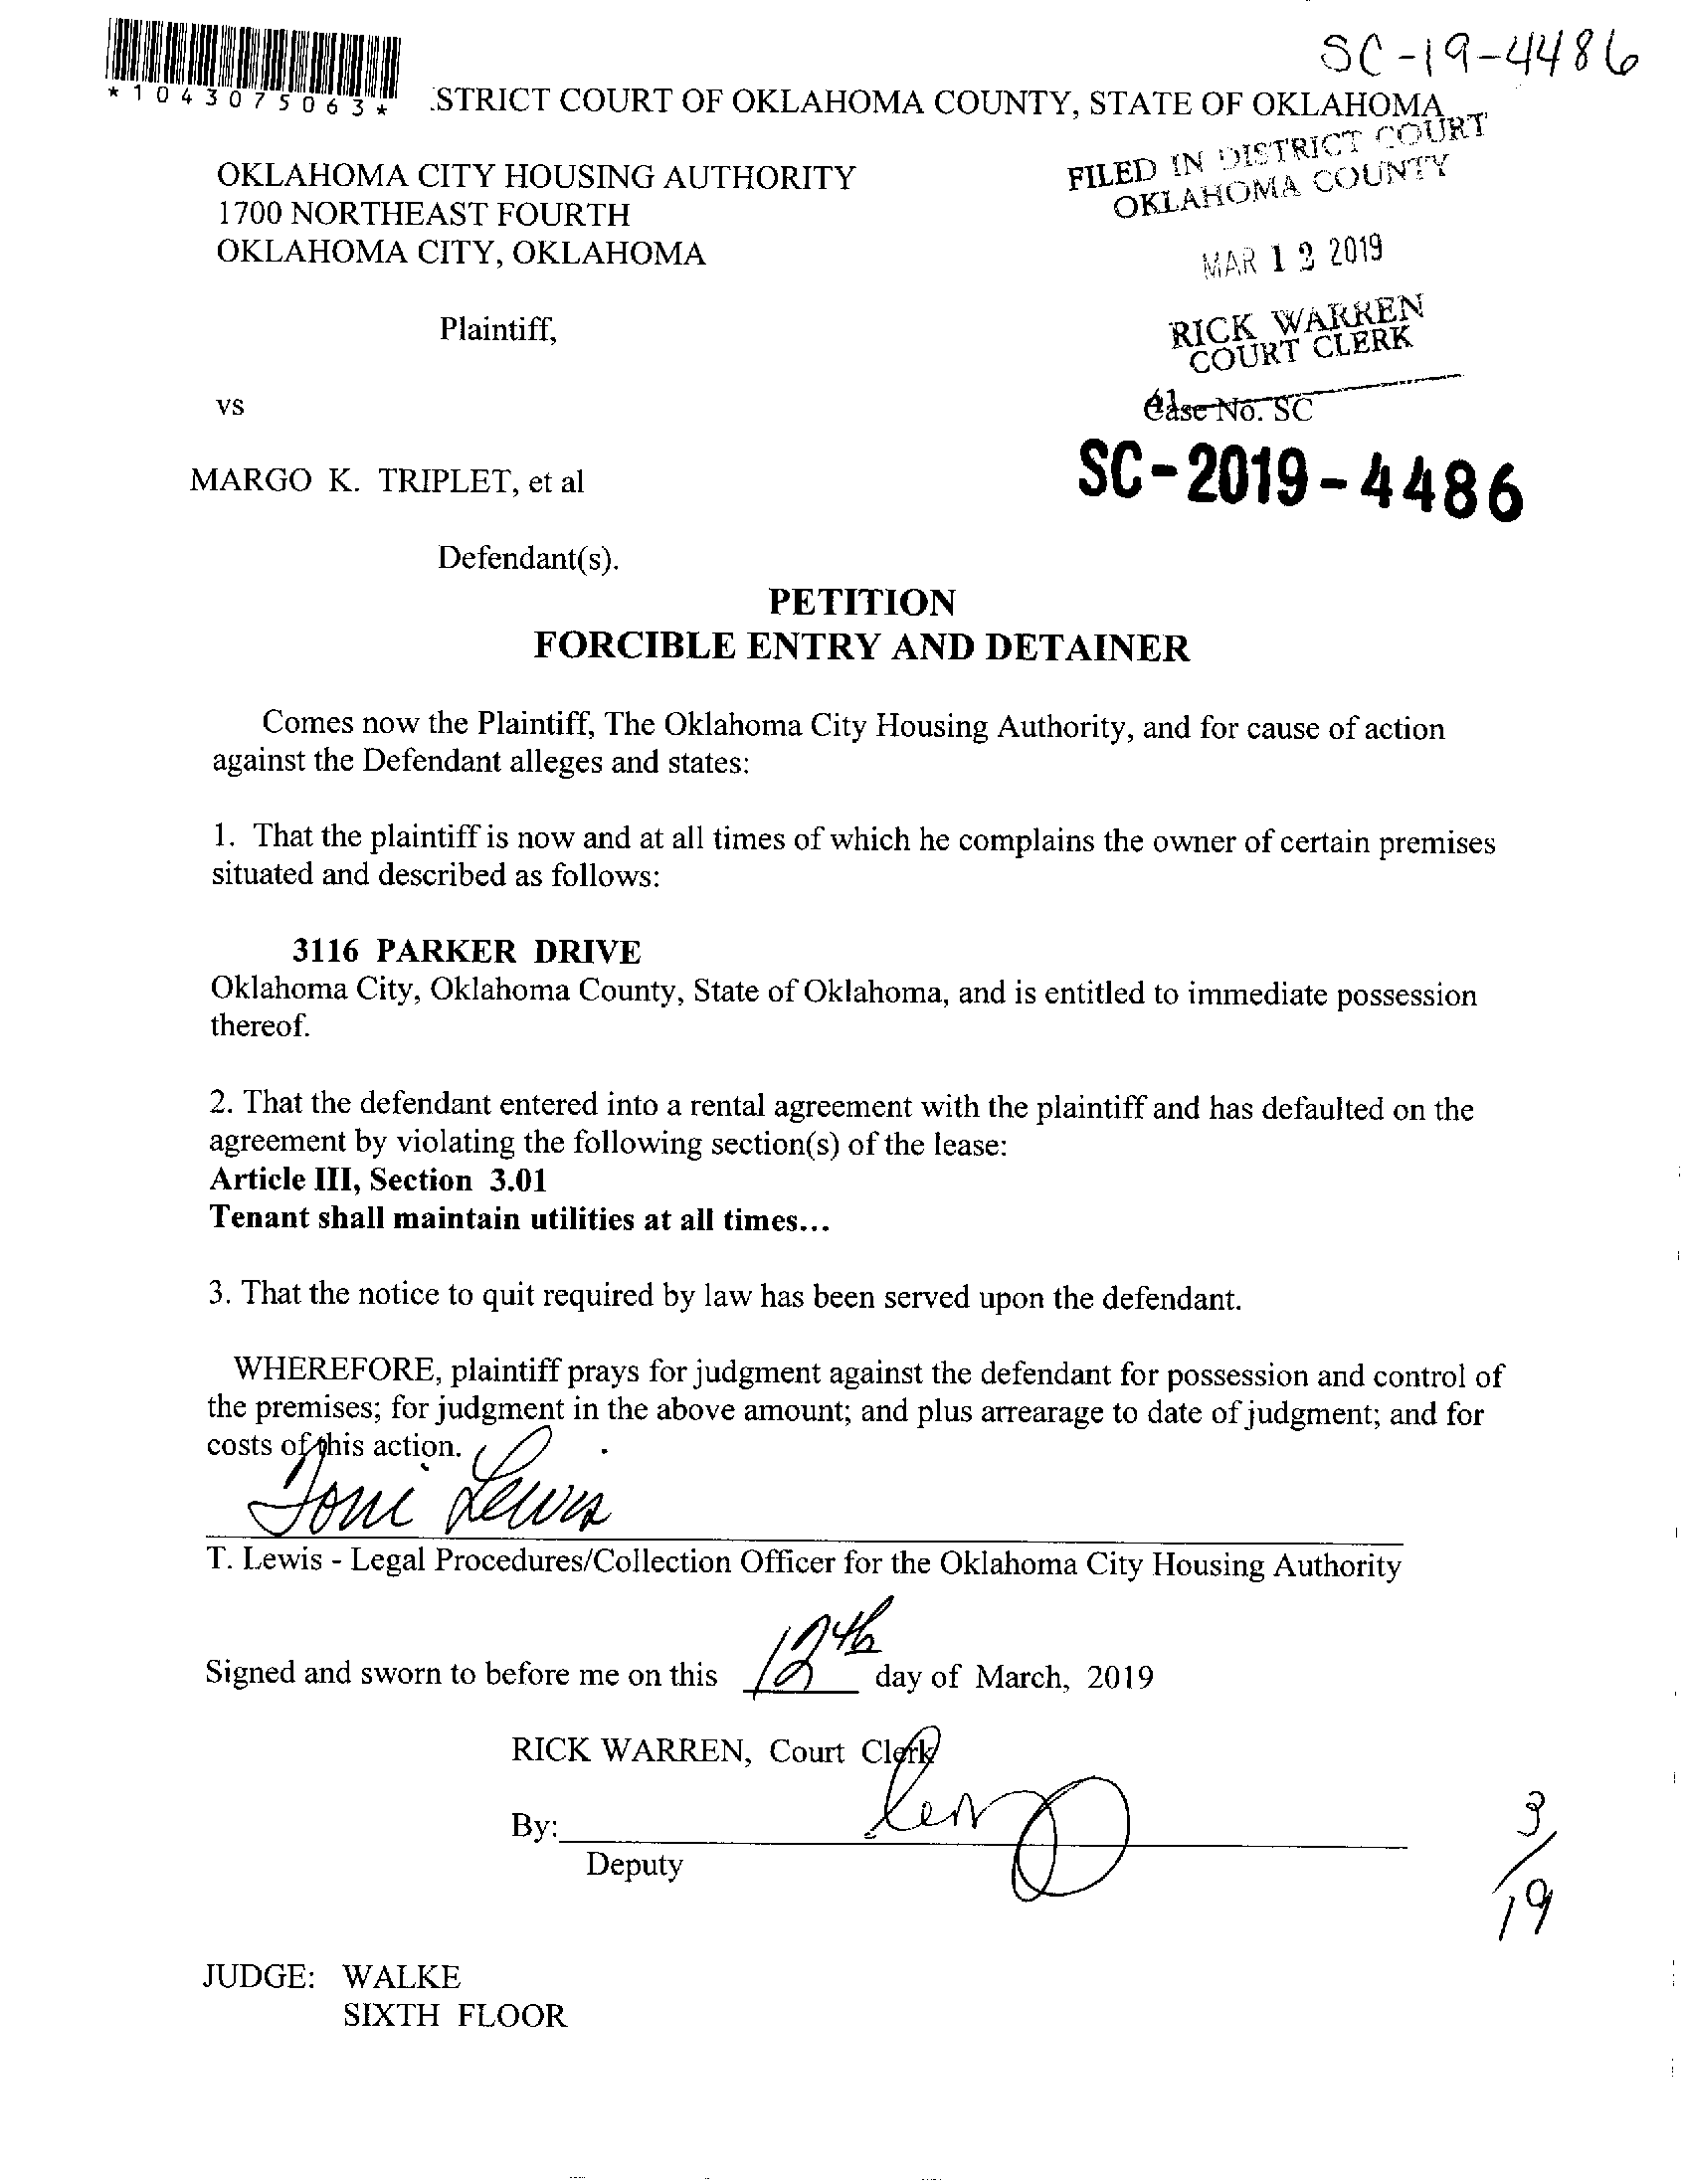 SC-19-4486
*1043075063*
.STRICT COURT OF OKLAHOMA COUNTY, STATE OF OKLAHOMA
FILED IN DISTRICT COURT
OKLAHOMA COUNTY
OKLAHOMA CITY HOUSING AUTHORITY
1700 NORTHEAST FOURTH
OKLAHOMA CITY, OKLAHOMA
MAR 12 2019
Plaintiff,
RICK WARREN
COURT CLERK
vs
Case No. SC
SC-2019-4486
MARGO K. TRIPLET, et al
Defendant(s).
PETITION
FORCIBLE ENTRY AND DETAINER
Comes now the Plaintiff, The Oklahoma City Housing Authority, and for cause of action
against the Defendant alleges and states:
1. That the plaintiff is now and at all times of which he complains the owner of certain premises
situated and described as follows:
3116 PARKER DRIVE
Oklahoma City, Oklahoma County, State of Oklahoma, and is entitled to immediate possession
thereof.
2. That the defendant entered into a rental agreement with the plaintiff and has defaulted on the
agreement by violating the following section(s) of the lease:
Article III, Section 3.01
Tenant shall maintain utilities at all times...
3. That the notice to quit required by law has been served upon the defendant.
WHEREFORE, plaintiff prays for judgment against the defendant for possession and control of
the premises; for judgment in the above amount; and plus arrearage to date of judgment; and for
costs of this action.
Toni Lewis
T. Lewis - Legal Procedures/Collection Officer for the Oklahoma City Housing Authority
Signed and sworn to before me on this 12th day of March, 2019
RICK WARREN, Court Clerk
By:
Deputy
3/19
JUDGE: WALKE
SIXTH FLOOR